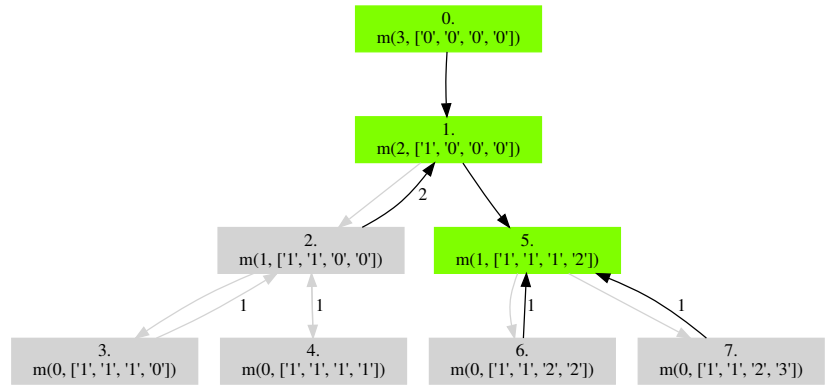 0.
m(3, ['0', '0', '0', '0'])
1.
m(2, ['1', '0', '0', '0'])
2
2.
m(1, ['1', '1', '0', '0'])
5.
m(1, ['1', '1', '1', '2'])
1
1
1
1
3.
m(0, ['1', '1', '1', '0'])
4.
m(0, ['1', '1', '1', '1'])
6.
m(0, ['1', '1', '2', '2'])
7.
m(0, ['1', '1', '2', '3'])